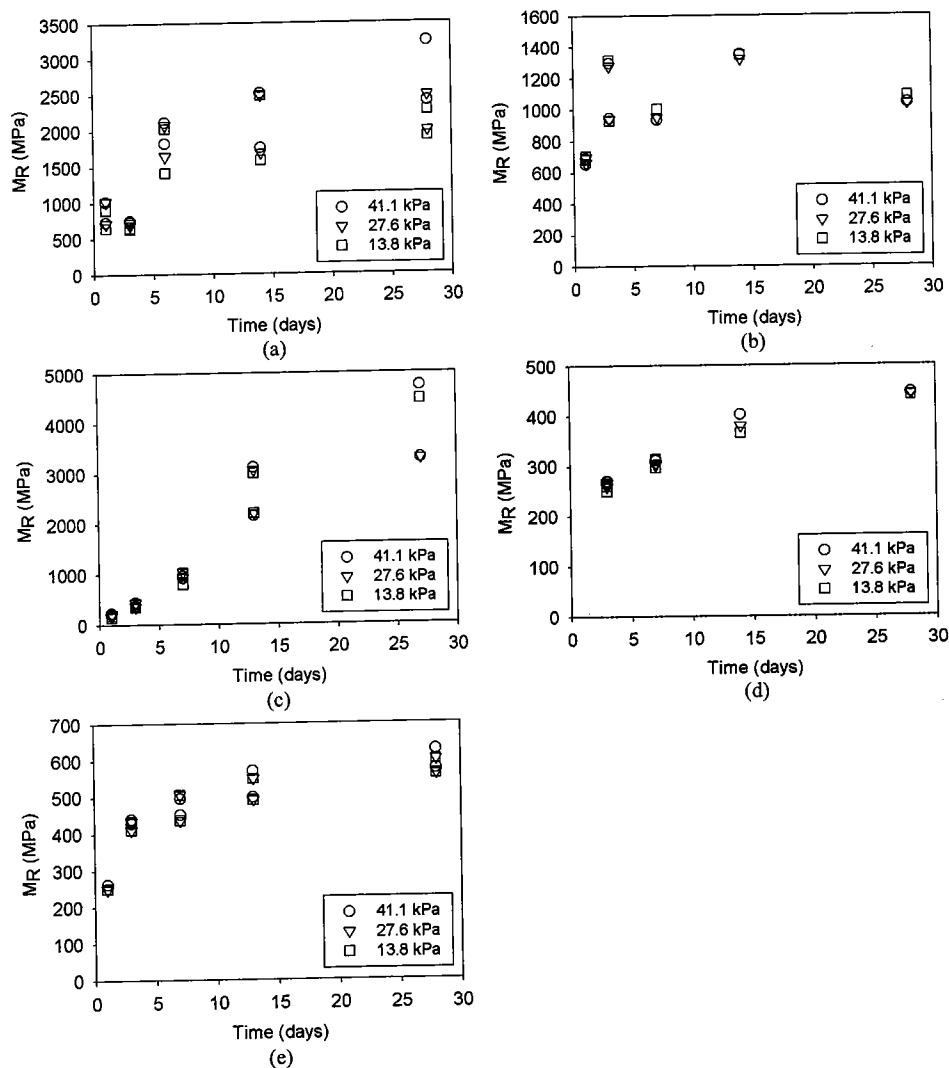 3500
3000
2500
2000
1500
1000
500
0
MR (MPa)
0 5 10 15 20 25 30
Time (days)
41.1 kPa
27.6 kPa
13.8 kPa
(a)
1600
1400
1200
1000
800
600
400
200
0
MR (MPa)
0 5 10 15 20 25 30
Time (days)
41.1 kPa
27.6 kPa
13.8 kPa
(b)
5000
4000
3000
2000
1000
0
MR (MPa)
0 5 10 15 20 25 30
Time (days)
41.1 kPa
27.6 kPa
13.8 kPa
(c)
500
400
300
200
100
0
MR (MPa)
0 5 10 15 20 25 30
Time (days)
41.1 kPa
27.6 kPa
13.8 kPa
(d)
700
600
500
400
300
200
100
0
MR (MPa)
0 5 10 15 20 25 30
Time (days)
41.1 kPa
27.6 kPa
13.8 kPa
(e)